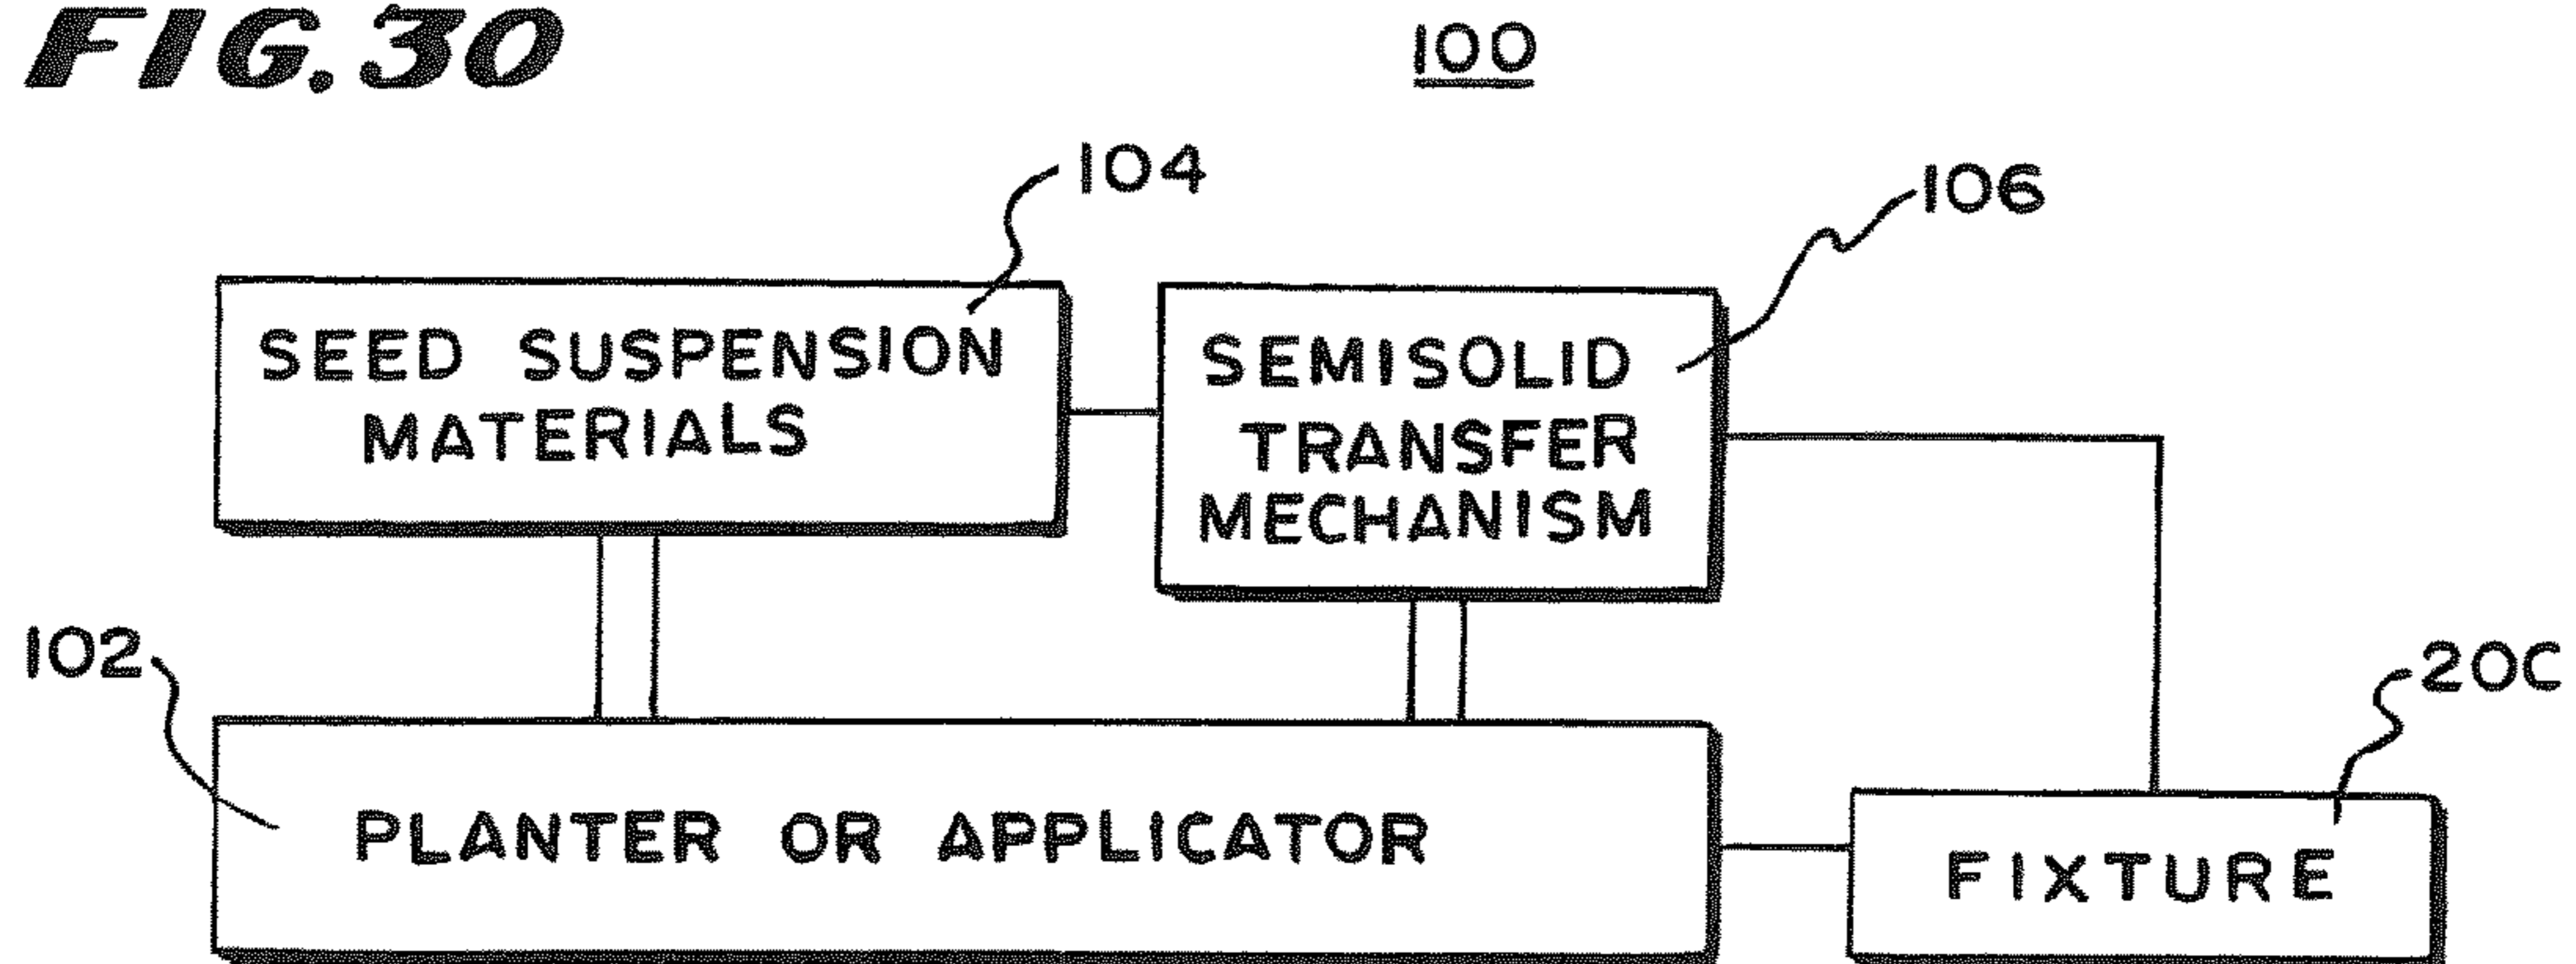 FIG.30
100
104
106
SEED SUSPENSION
MATERIALS
SEMISOLID
TRANSFER
MECHANISM
102
20C
PLANTER OR APPLICATOR
FIXTURE